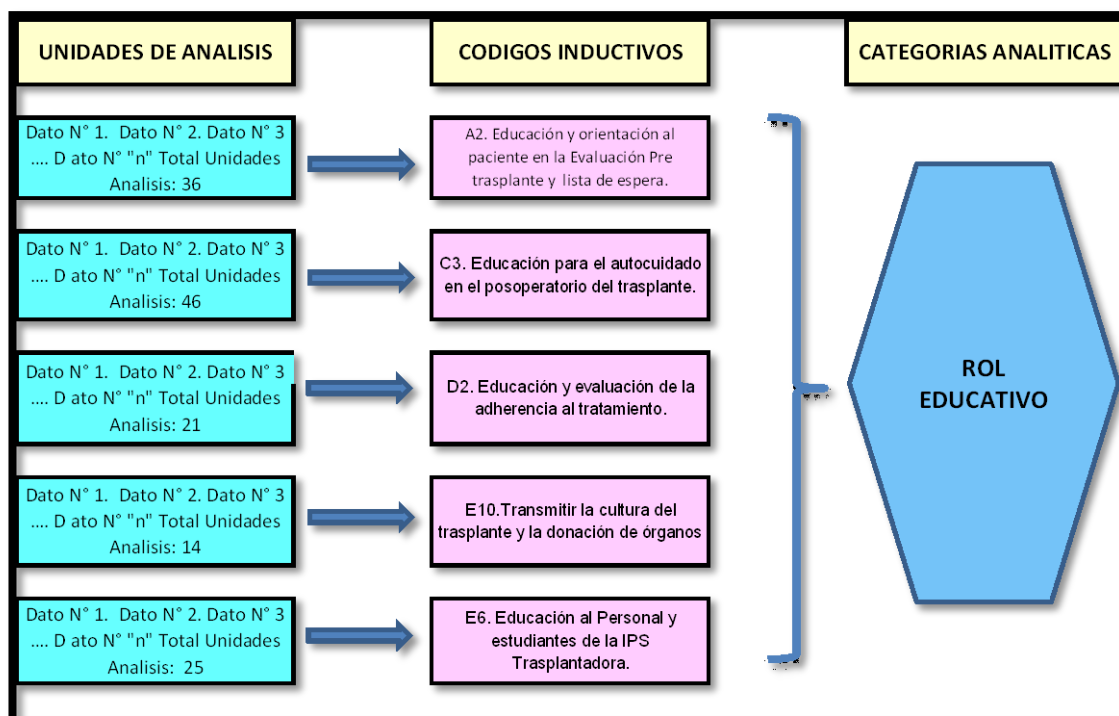 UNIDADES DE ANALISIS
CODIGOS INDUCTIVOS
CATEGORIAS ANALITICAS
Dato N° 1. Dato N° 2. Dato N° 3
.... D ato N° "n" Total Unidades
Analisis: 36
A2. Educación y orientación al
paciente en la Evaluación Pre
trasplante y lista de espera.
Dato N° 1. Dato N° 2. Dato N° 3
.... D ato N° "n" Total Unidades
Analisis: 46
C3. Educación para el autocuidado
en el posoperatorio del trasplante.
Dato N° 1. Dato N° 2. Dato N° 3
.... D ato N° "n" Total Unidades
Analisis: 21
D2. Educación y evaluación de la
adherencia al tratamiento.
Dato N° 1. Dato N° 2. Dato N° 3
.... D ato N° "n" Total Unidades
Analisis: 14
E10.Transmitir la cultura del
trasplante y la donación de órganos
Dato N° 1. Dato N° 2. Dato N° 3
.... D ato N° "n" Total Unidades
Analisis: 25
E6. Educación al Personal y
estudiantes de la IPS
Trasplantadora.
ROL
EDUCATIVO